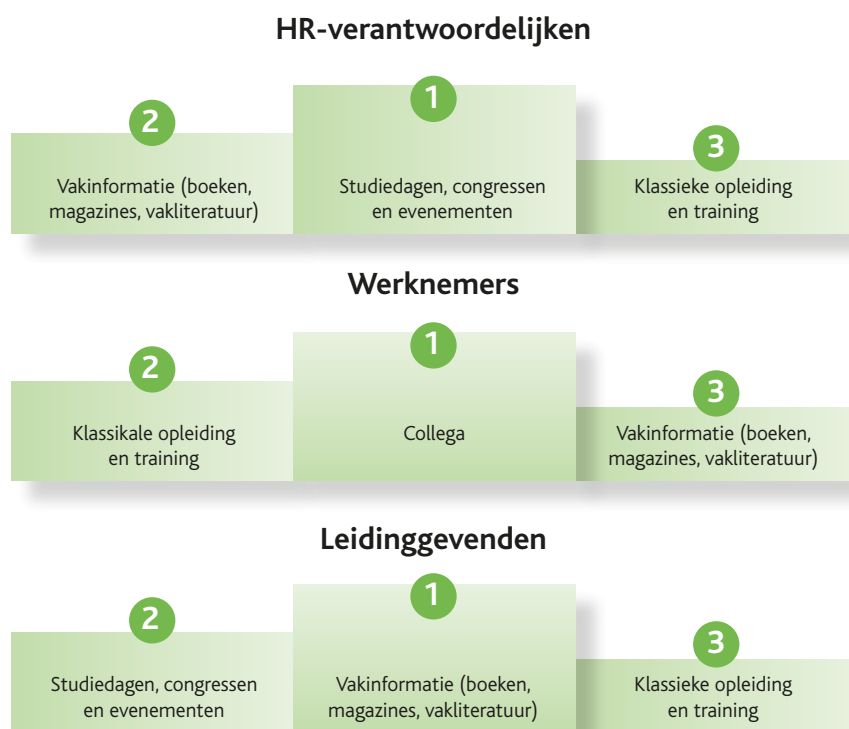 HR-verantwoordelijken
2
Vakinformatie (boeken,
magazines, vakliteratuur)
1
Studiedagen, congressen
en evenementen
3
Klassieke opleiding
en training
Werknemers
2
Klassikale opleiding
en training
1
Collega
3
Vakinformatie (boeken,
magazines, vakliteratuur)
Leidinggevenden
2
Studiedagen, congressen
en evenementen
1
Vakinformatie (boeken,
magazines, vakliteratuur)
3
Klassieke opleiding
en training